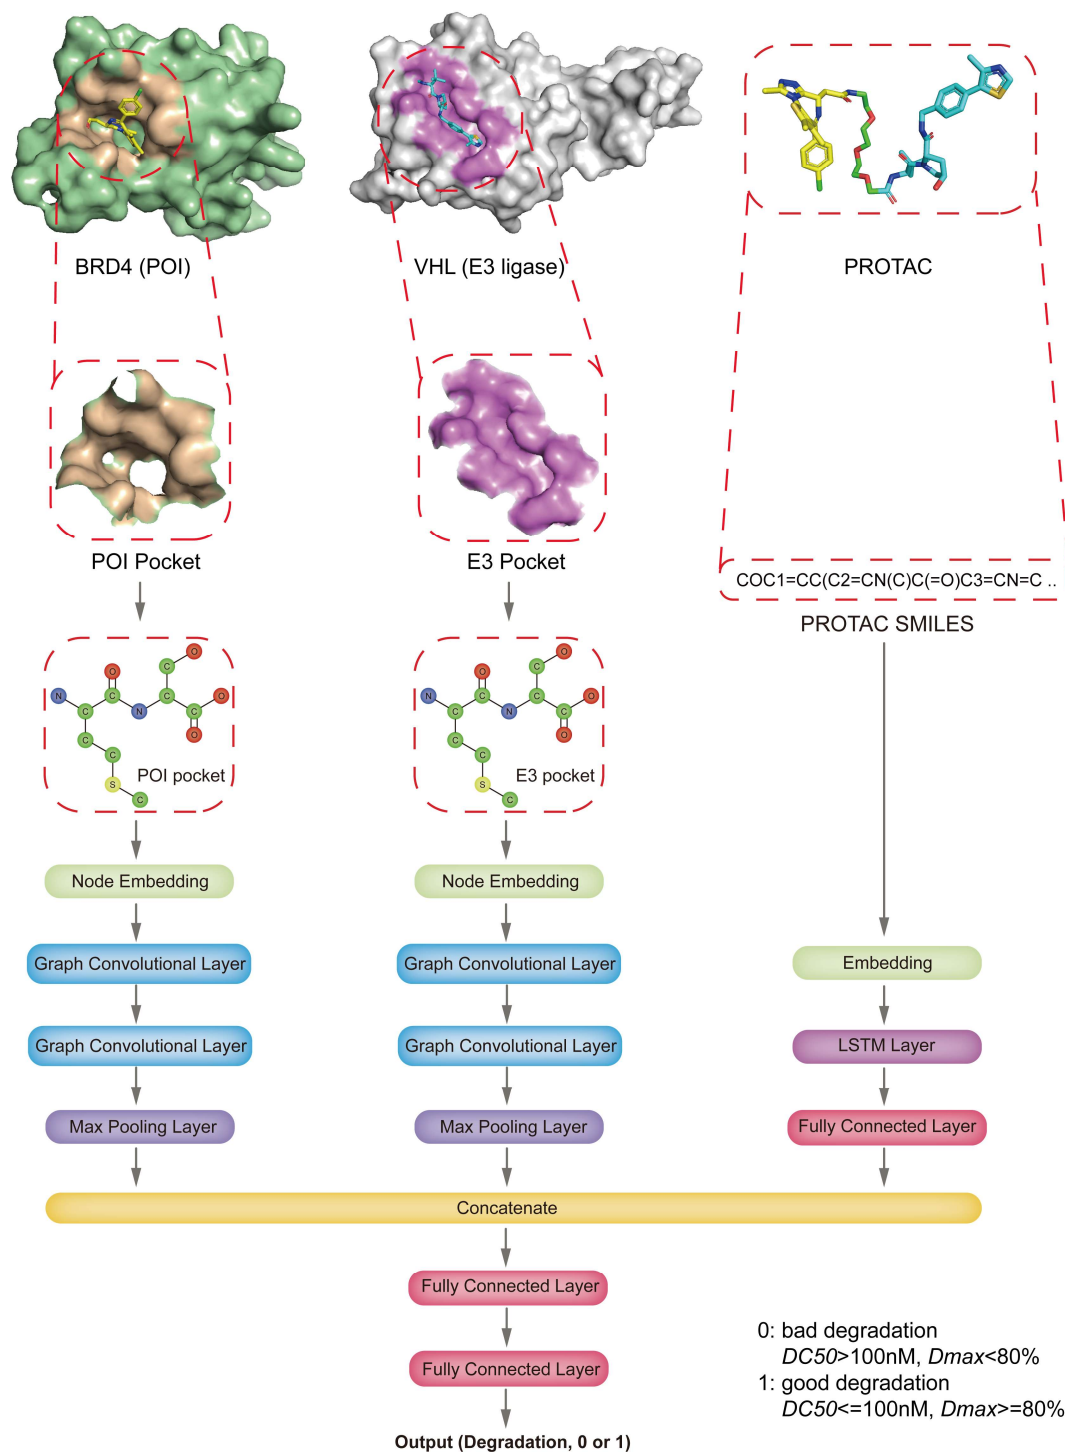 BRD4 (POI)
VHL (E3 ligase)
PROTAC
POI Pocket
E3 Pocket
COC1=CC(C2=CN(C)C(=O)C3=CN=C ..
PROTAC SMILES
O
O
N
C
C
C
O
N
C
C
O
C
C
POI pocket
S
C
O
O
N
C
C
C
O
N
C
C
O
C
C
E3 pocket
S
C
Node Embedding
Node Embedding
Graph Convolutional Layer
Graph Convolutional Layer
Embedding
Graph Convolutional Layer
Graph Convolutional Layer
LSTM Layer
Max Pooling Layer
Max Pooling Layer
Fully Connected Layer
Concatenate
Fully Connected Layer
Fully Connected Layer
Output (Degradation, 0 or 1)
0: bad degradation
DC50>100nM, Dmax<80%
1: good degradation
DC50<=100nM, Dmax>=80%